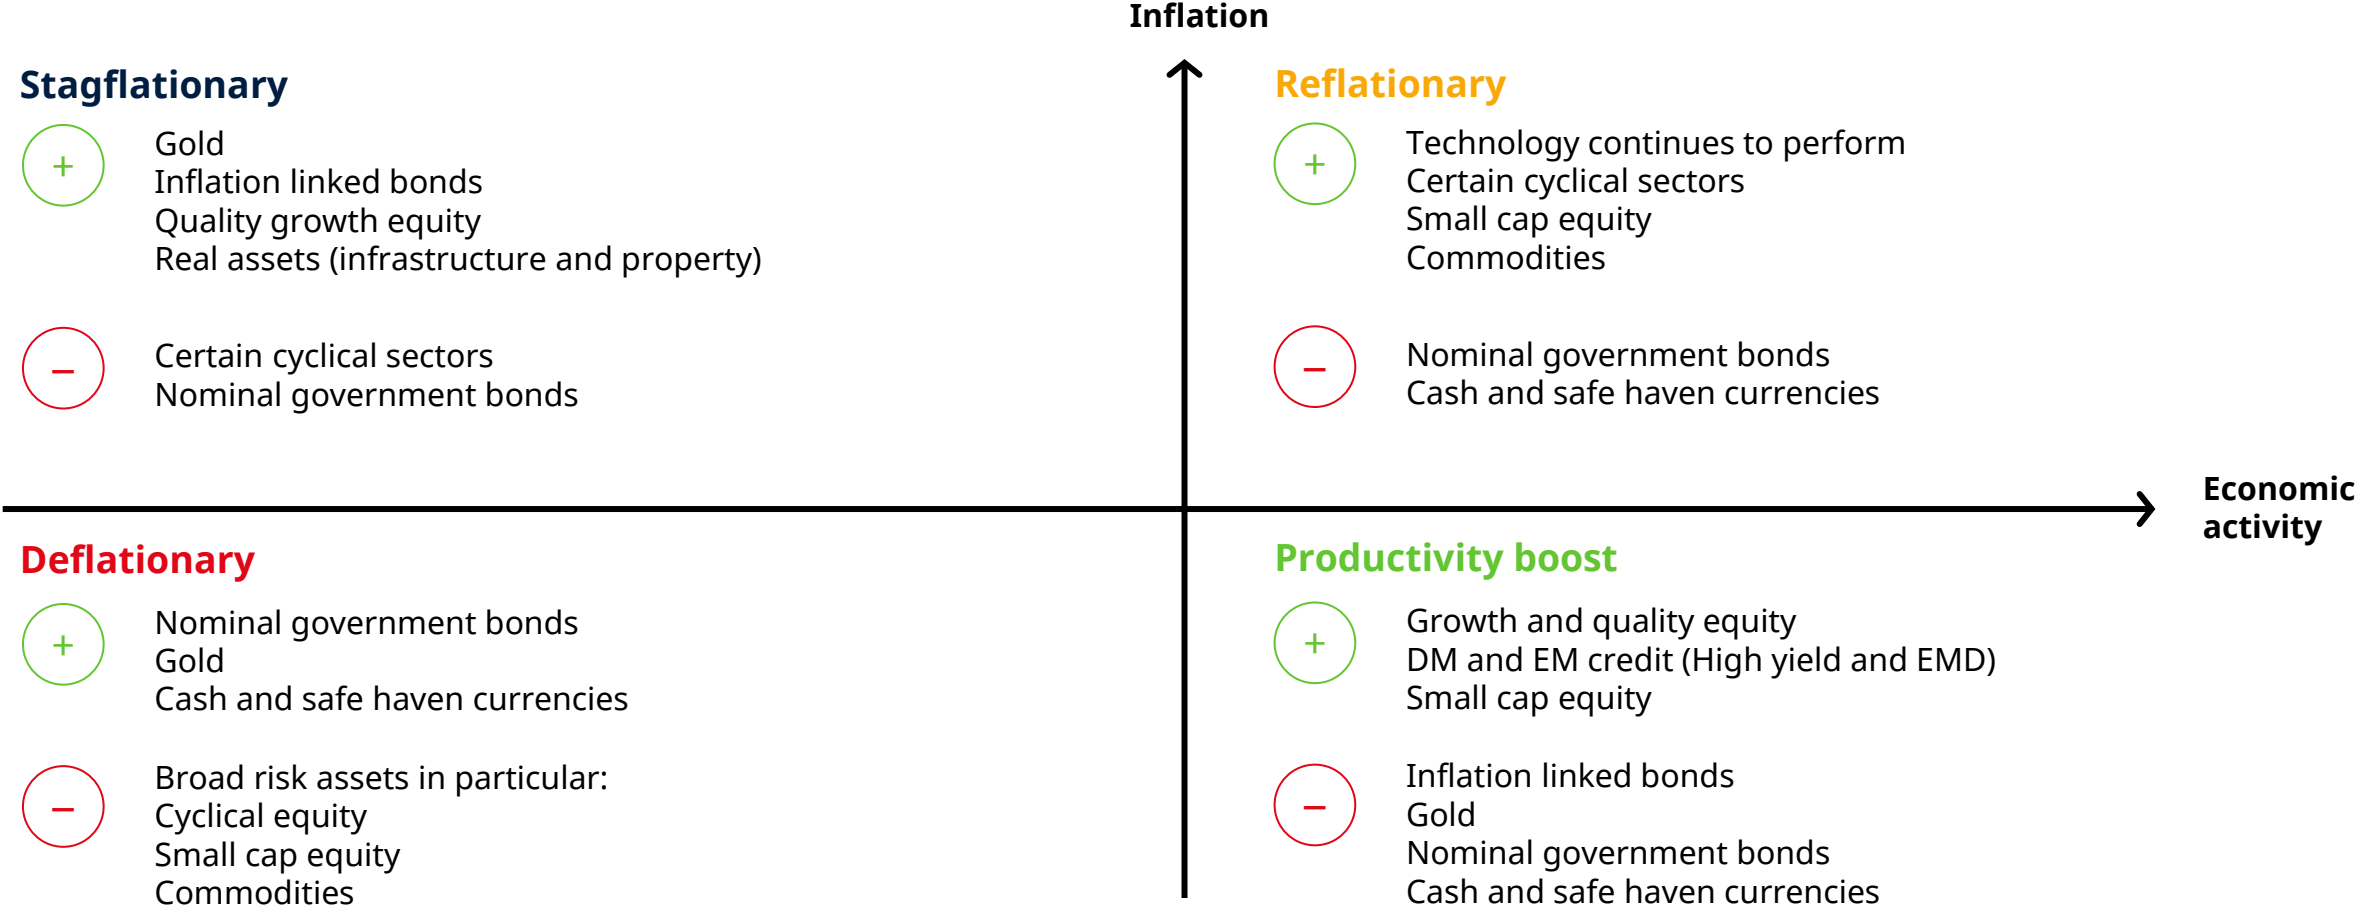 Inflation
Stagflationary
+
Gold
Inflation linked bonds
Quality growth equity
Real assets (infrastructure and property)
–
Certain cyclical sectors
Nominal government bonds
Reflationary
+
Technology continues to perform
Certain cyclical sectors
Small cap equity
Commodities
–
Nominal government bonds
Cash and safe haven currencies
Economic
activity
Deflationary
+
Nominal government bonds
Gold
Cash and safe haven currencies
–
Broad risk assets in particular:
Cyclical equity
Small cap equity
Commodities
Productivity boost
+
Growth and quality equity
DM and EM credit (High yield and EMD)
Small cap equity
–
Inflation linked bonds
Gold
Nominal government bonds
Cash and safe haven currencies